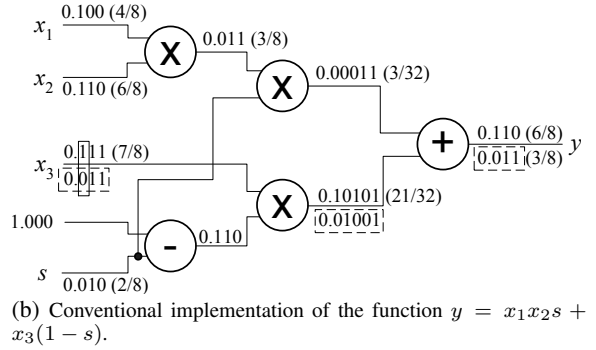 0.100 (4/8)
x1
X
0.011 (3/8)
x2
0.110 (6/8)
X
0.00011 (3/32)
+
0.110 (6/8)
y
0.011 (3/8)
x3
0.111 (7/8)
0.011
X
0.10101 (21/32)
0.01001
1.000
-
0.110
s
0.010 (2/8)
(b) Conventional implementation of the function y = x1x2s +
x3(1 − s).